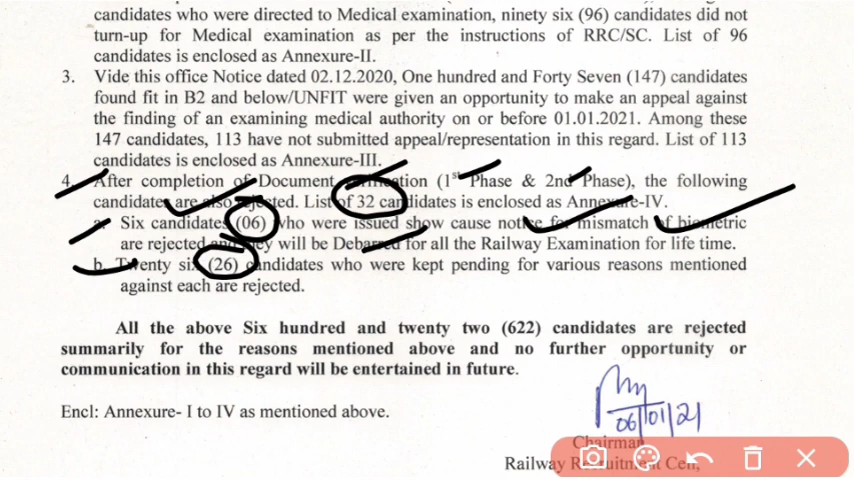 candidates who were directed to Medical examination, ninety six (96) candidates did not
turn-up for Medical examination as per the instructions of RRC/SC. List of 96
candidates is enclosed as Annexure-II.
3. Vide this office Notice dated 02.12.2020, One hundred and Forty Seven (147) candidates
found fit in B2 and below/UNFIT were given an opportunity to make an appeal against
the finding of an examining medical authority on or before 01.01.2021. Among these
147 candidates, 113 have not submitted appeal/representation in this regard. List of 113
candidates is enclosed as Annexure-III.
4. After completion of Document Verification (1st Phase & 2nd Phase), the following
candidates are also rejected. List of 32 candidates is enclosed as Annexure-IV.
a. Six candidates (06) who were issued show cause notice for mismatch of biometric
are rejected and they will be Debarred for all the Railway Examination for life time.
b. Twenty six (26) candidates who were kept pending for various reasons mentioned
against each are rejected.
All the above Six hundred and twenty two (622) candidates are rejected
summarily for the reasons mentioned above and no further opportunity or
communication in this regard will be entertained in future.
Encl: Annexure- I to IV as mentioned above.
06/01/21
Chairman
Railway Recruitment Cell,